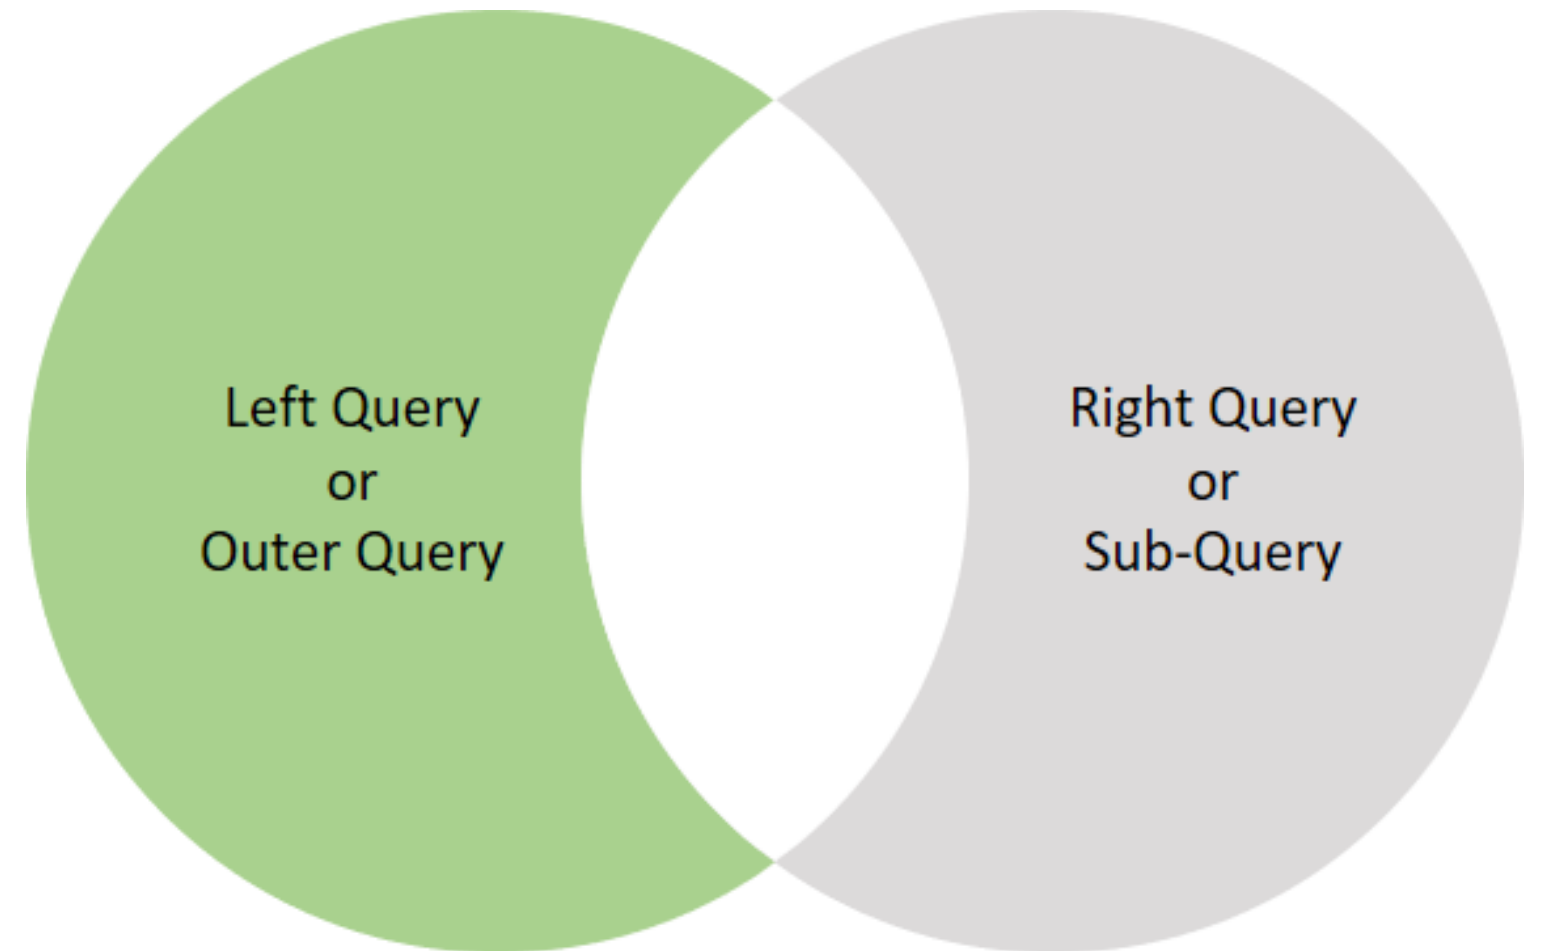 Left Query
or
Outer Query
Right Query
or
Sub-Query